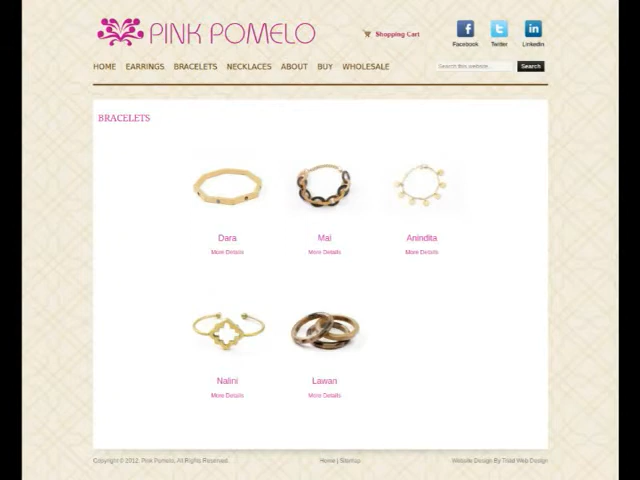 PINK POMELO
Shopping Cart
Facebook
Twitter
LinkedIn
HOME EARRINGS BRACELETS NECKLACES ABOUT BUY WHOLESALE
Search this website...
Search
BRACELETS
Dara
More Details
Mai
More Details
Anindita
More Details
Nalini
More Details
Lawan
More Details
Copyright © 2012, Pink Pomelo, All Rights Reserved.
Home | Sitemap
Website Design By Triad Web Design